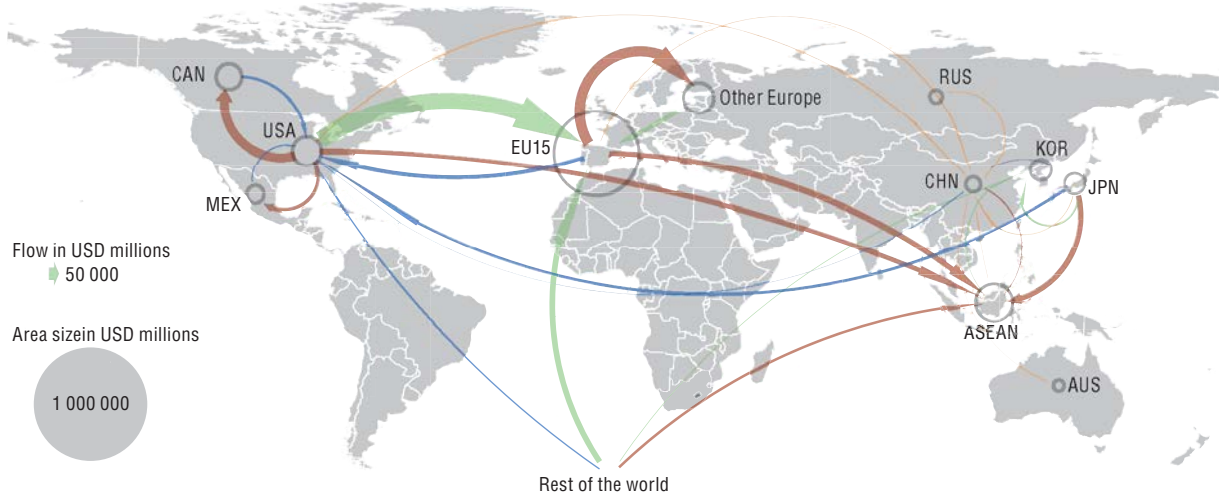 CAN
RUS
Other Europe
USA
EU15
KOR
CHN
JPN
MEX
Flow in USD millions
50 000
ASEAN
Area sizein USD millions
AUS
1 000 000
Rest of the world